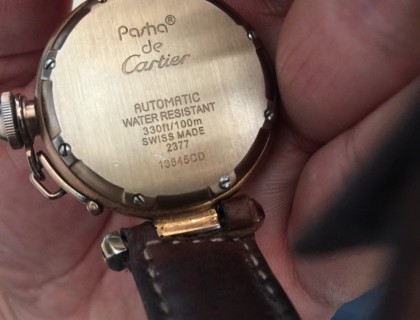 Pasha®
de
Cartier
AUTOMATIC
WATER RESISTANT
330ft/100m
SWISS MADE
2377
13845CD